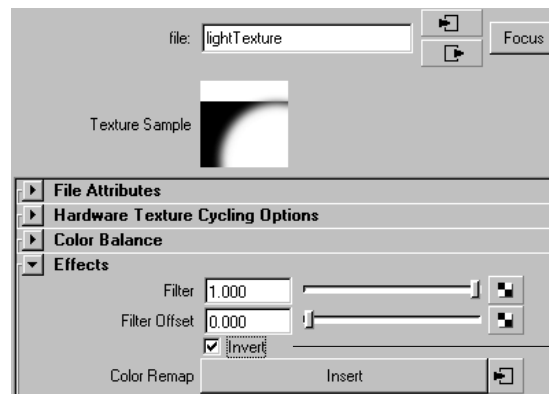 file: lightTexture
Focus
Texture Sample
File Attributes
Hardware Texture Cycling Options
Color Balance
Effects
Filter 1.000
Filter Offset 0.000
Invert
Color Remap Insert